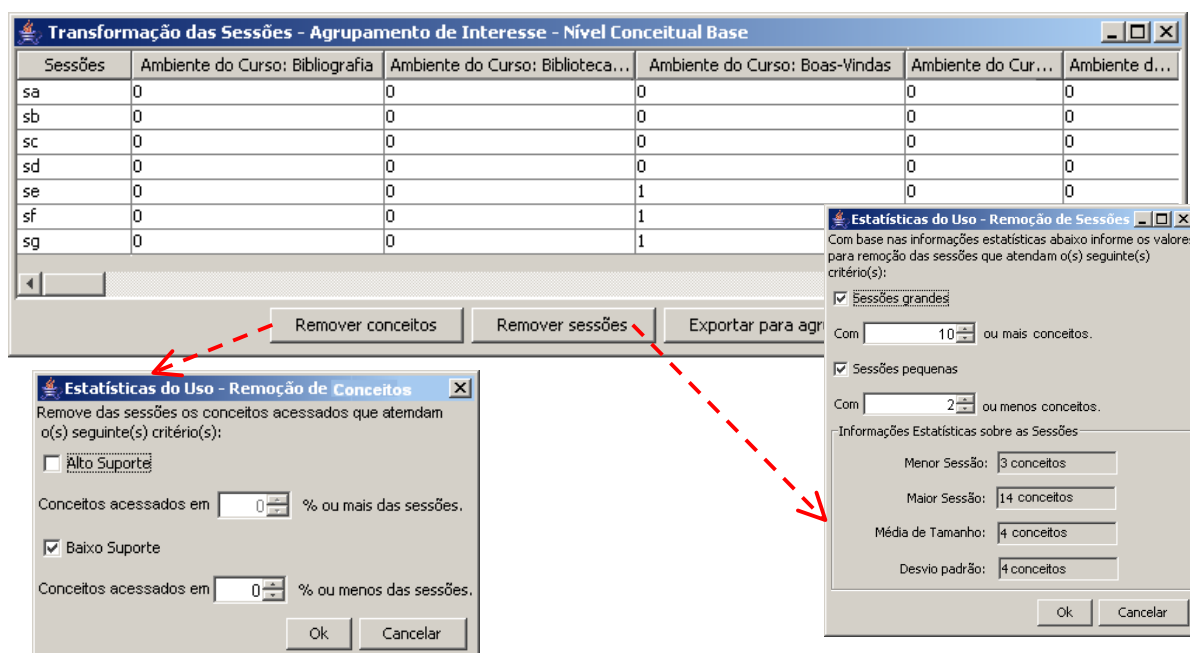 Transformação das Sessões - Agrupamento de Interesse - Nível Conceitual Base
Sessões Ambiente do Curso: Bibliografia Ambiente do Curso: Biblioteca... Ambiente do Curso: Boas-Vindas Ambiente do Cur... Ambiente d...
sa 0 0 0 0 0
sb 0 0 0 0 0
sc 0 0 0 0 0
sd 0 0 0 0 0
se 0 0 1 0 0
sf 0 0 1
sg 0 0 1
Remover conceitos Remover sessões Exportar para agru
Estatísticas do Uso - Remoção de Conceitos
Remove das sessões os conceitos acessados que atemdam
o(s) seguinte(s) critério(s):
Alto Suporte
Conceitos acessados em 0 % ou mais das sessões.
Baixo Suporte
Conceitos acessados em 0 % ou menos das sessões.
Ok Cancelar
Estatísticas do Uso - Remoção de Sessões
Com base nas informações estatísticas abaixo informe os valores
para remoção das sessões que atendam o(s) seguinte(s)
critério(s):
Sessões grandes
Com 10 ou mais conceitos.
Sessões pequenas
Com 2 ou menos conceitos.
Informações Estatísticas sobre as Sessões
Menor Sessão: 3 conceitos
Maior Sessão: 14 conceitos
Média de Tamanho: 4 conceitos
Desvio padrão: 4 conceitos
Ok Cancelar